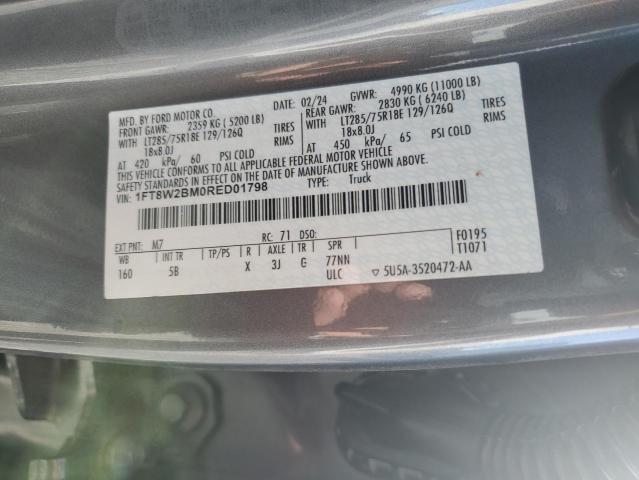 MFD. BY FORD MOTOR CO.
DATE: 02/24 GVWR: 4990 KG (11000 LB)
FRONT GAWR: 2359 KG (5200 LB) REAR GAWR: 2830 KG (6240 LB)
WITH LT285/75R18E 129/126Q TIRES WITH LT285/75R18E 129/126Q TIRES
18x8.0J RIMS 18x8.0J RIMS
AT 420 kPa/ 60 PSI COLD AT 450 kPa/ 65 PSI COLD
THIS VEHICLE CONFORMS TO ALL APPLICABLE FEDERAL MOTOR VEHICLE
SAFETY STANDARD IN EFFECT ON THE DATE OF MANUFACTURE SHOWN ABOVE.
1FT8W2BM0RED01798 TYPE: Truck
EXT PNT: M7 RC: 71 DSO: F0195
WB INT TR TP/PS R AXLE TR SPR T1071
160 5B X 3J G 77NN
ULC ▽ 5U5A-3520472-AA